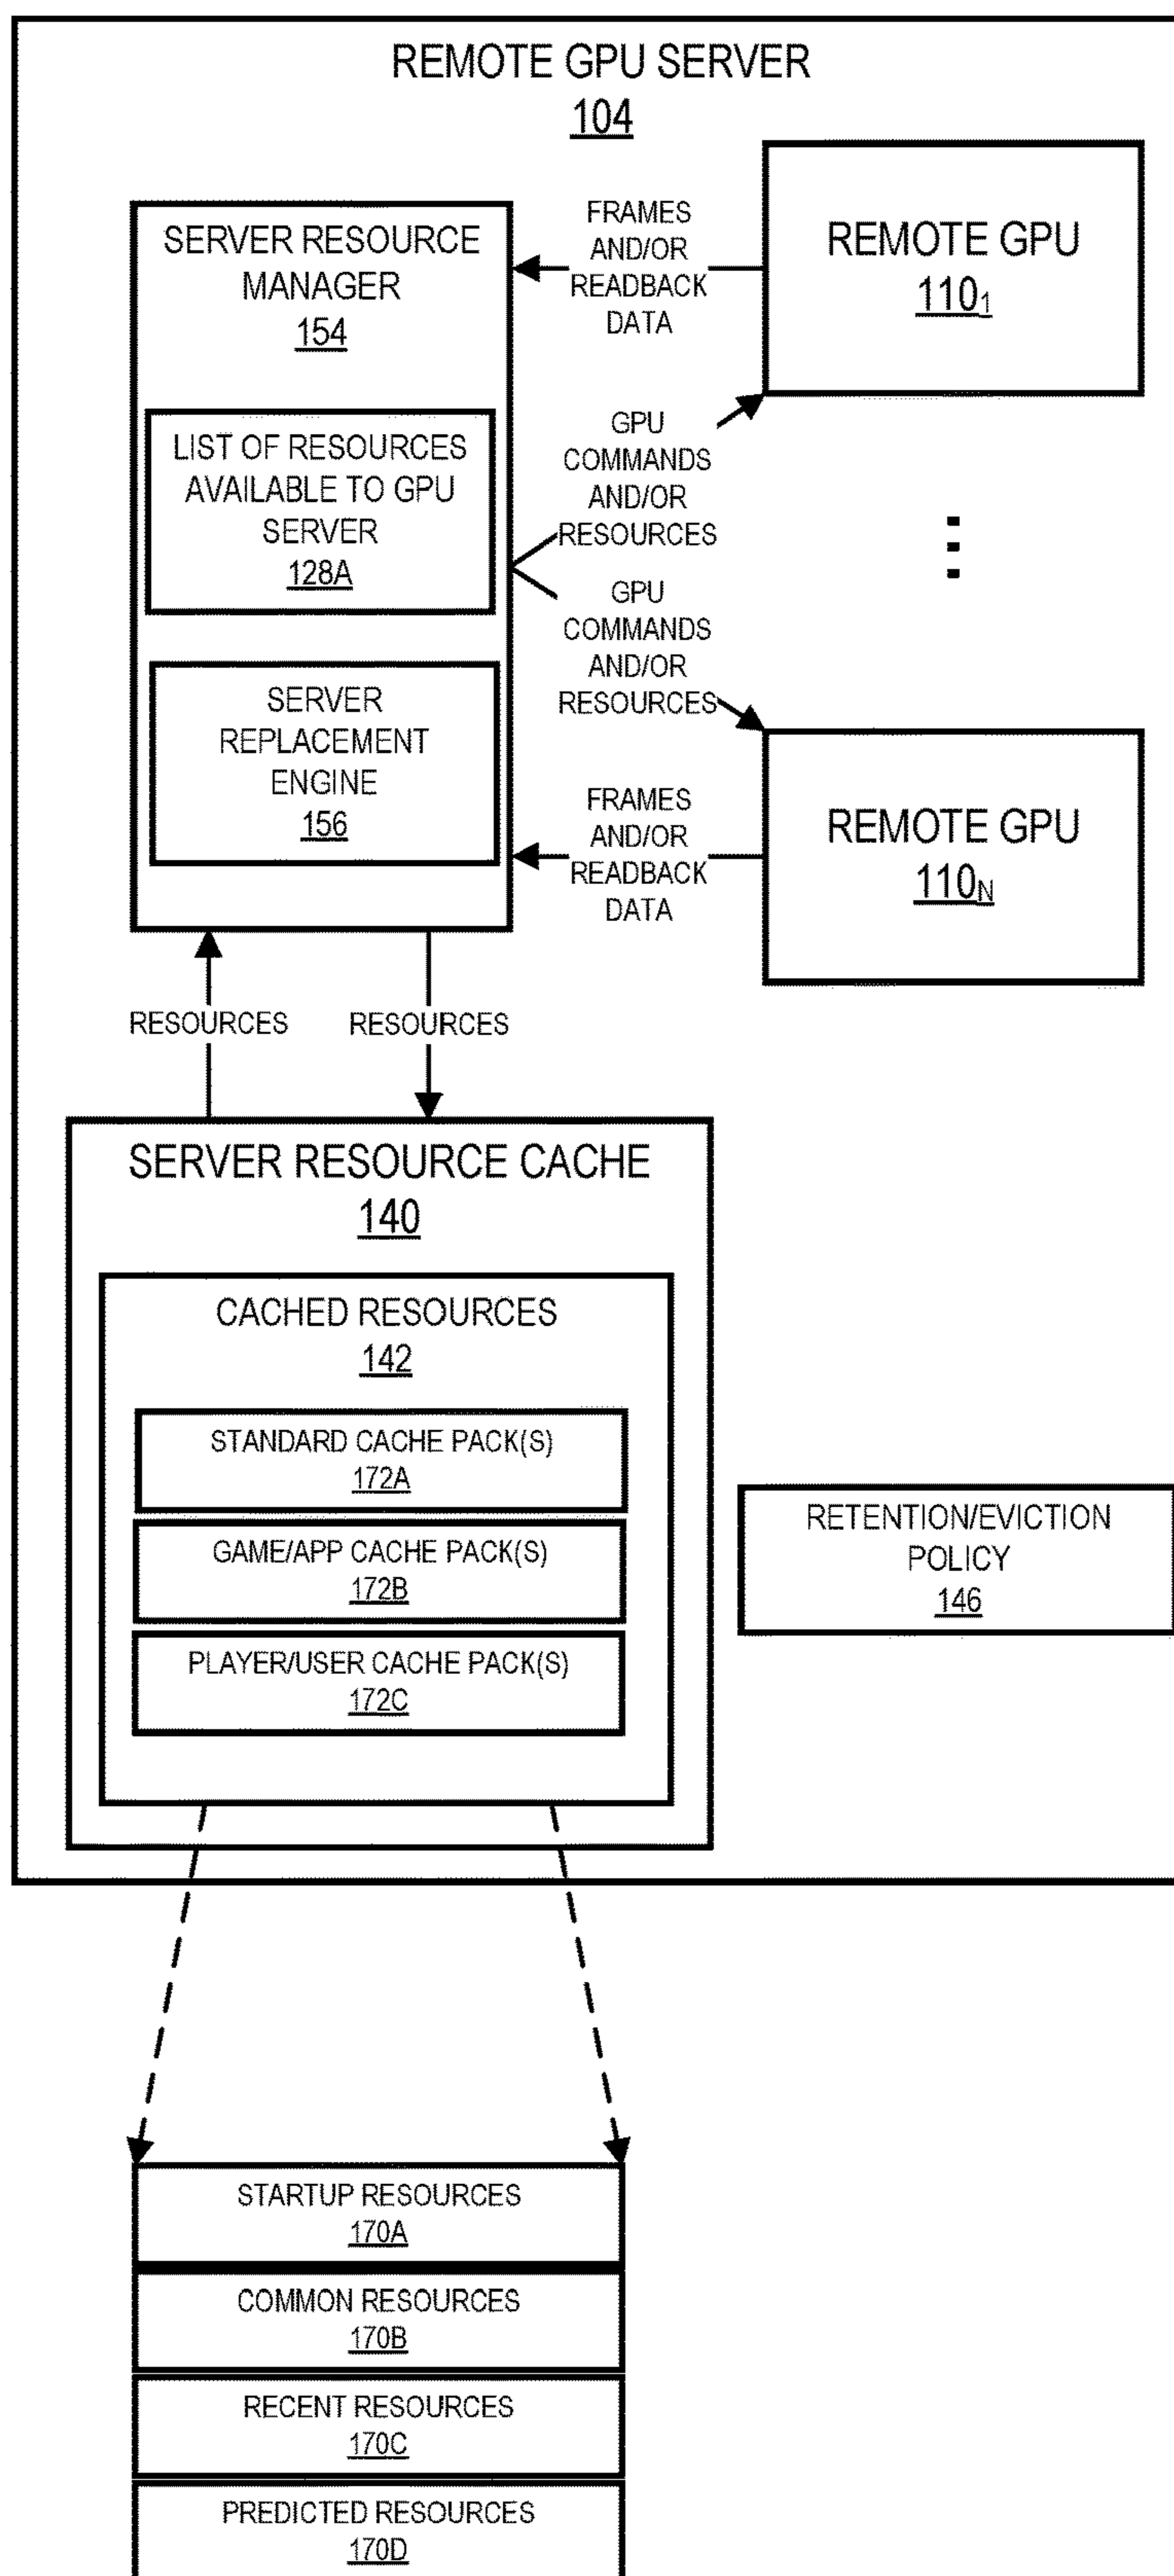 REMOTE GPU SERVER
104
SERVER RESOURCE
MANAGER
154
LIST OF RESOURCES
AVAILABLE TO GPU
SERVER
128A
SERVER
REPLACEMENT
ENGINE
156
FRAMES
AND/OR
READBACK
DATA
REMOTE GPU
110₁
GPU
COMMANDS
AND/OR
RESOURCES
GPU
COMMANDS
AND/OR
RESOURCES
FRAMES
AND/OR
READBACK
DATA
REMOTE GPU
110N
RESOURCES
RESOURCES
SERVER RESOURCE CACHE
140
CACHED RESOURCES
142
STANDARD CACHE PACK(S)
172A
GAME/APP CACHE PACK(S)
172B
PLAYER/USER CACHE PACK(S)
172C
RETENTION/EVICTION
POLICY
146
STARTUP RESOURCES
170A
COMMON RESOURCES
170B
RECENT RESOURCES
170C
PREDICTED RESOURCES
170D